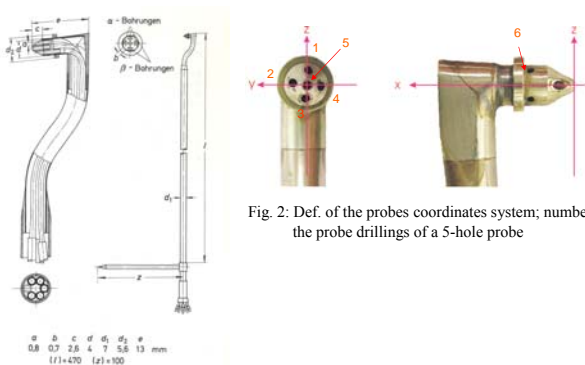 α - Bohrungen
e
c
d₂ d a
b
β - Bohrungen
l
d₁
z
a b c d d₁ d₂ e
0,8 0,7 2,6 4 7 5,6 13 mm
(l)=470 (z)=100
z
1 5
2
y
3 4
z
6
x
Fig. 2: Def. of the probes coordinates system; numbe
the probe drillings of a 5-hole probe